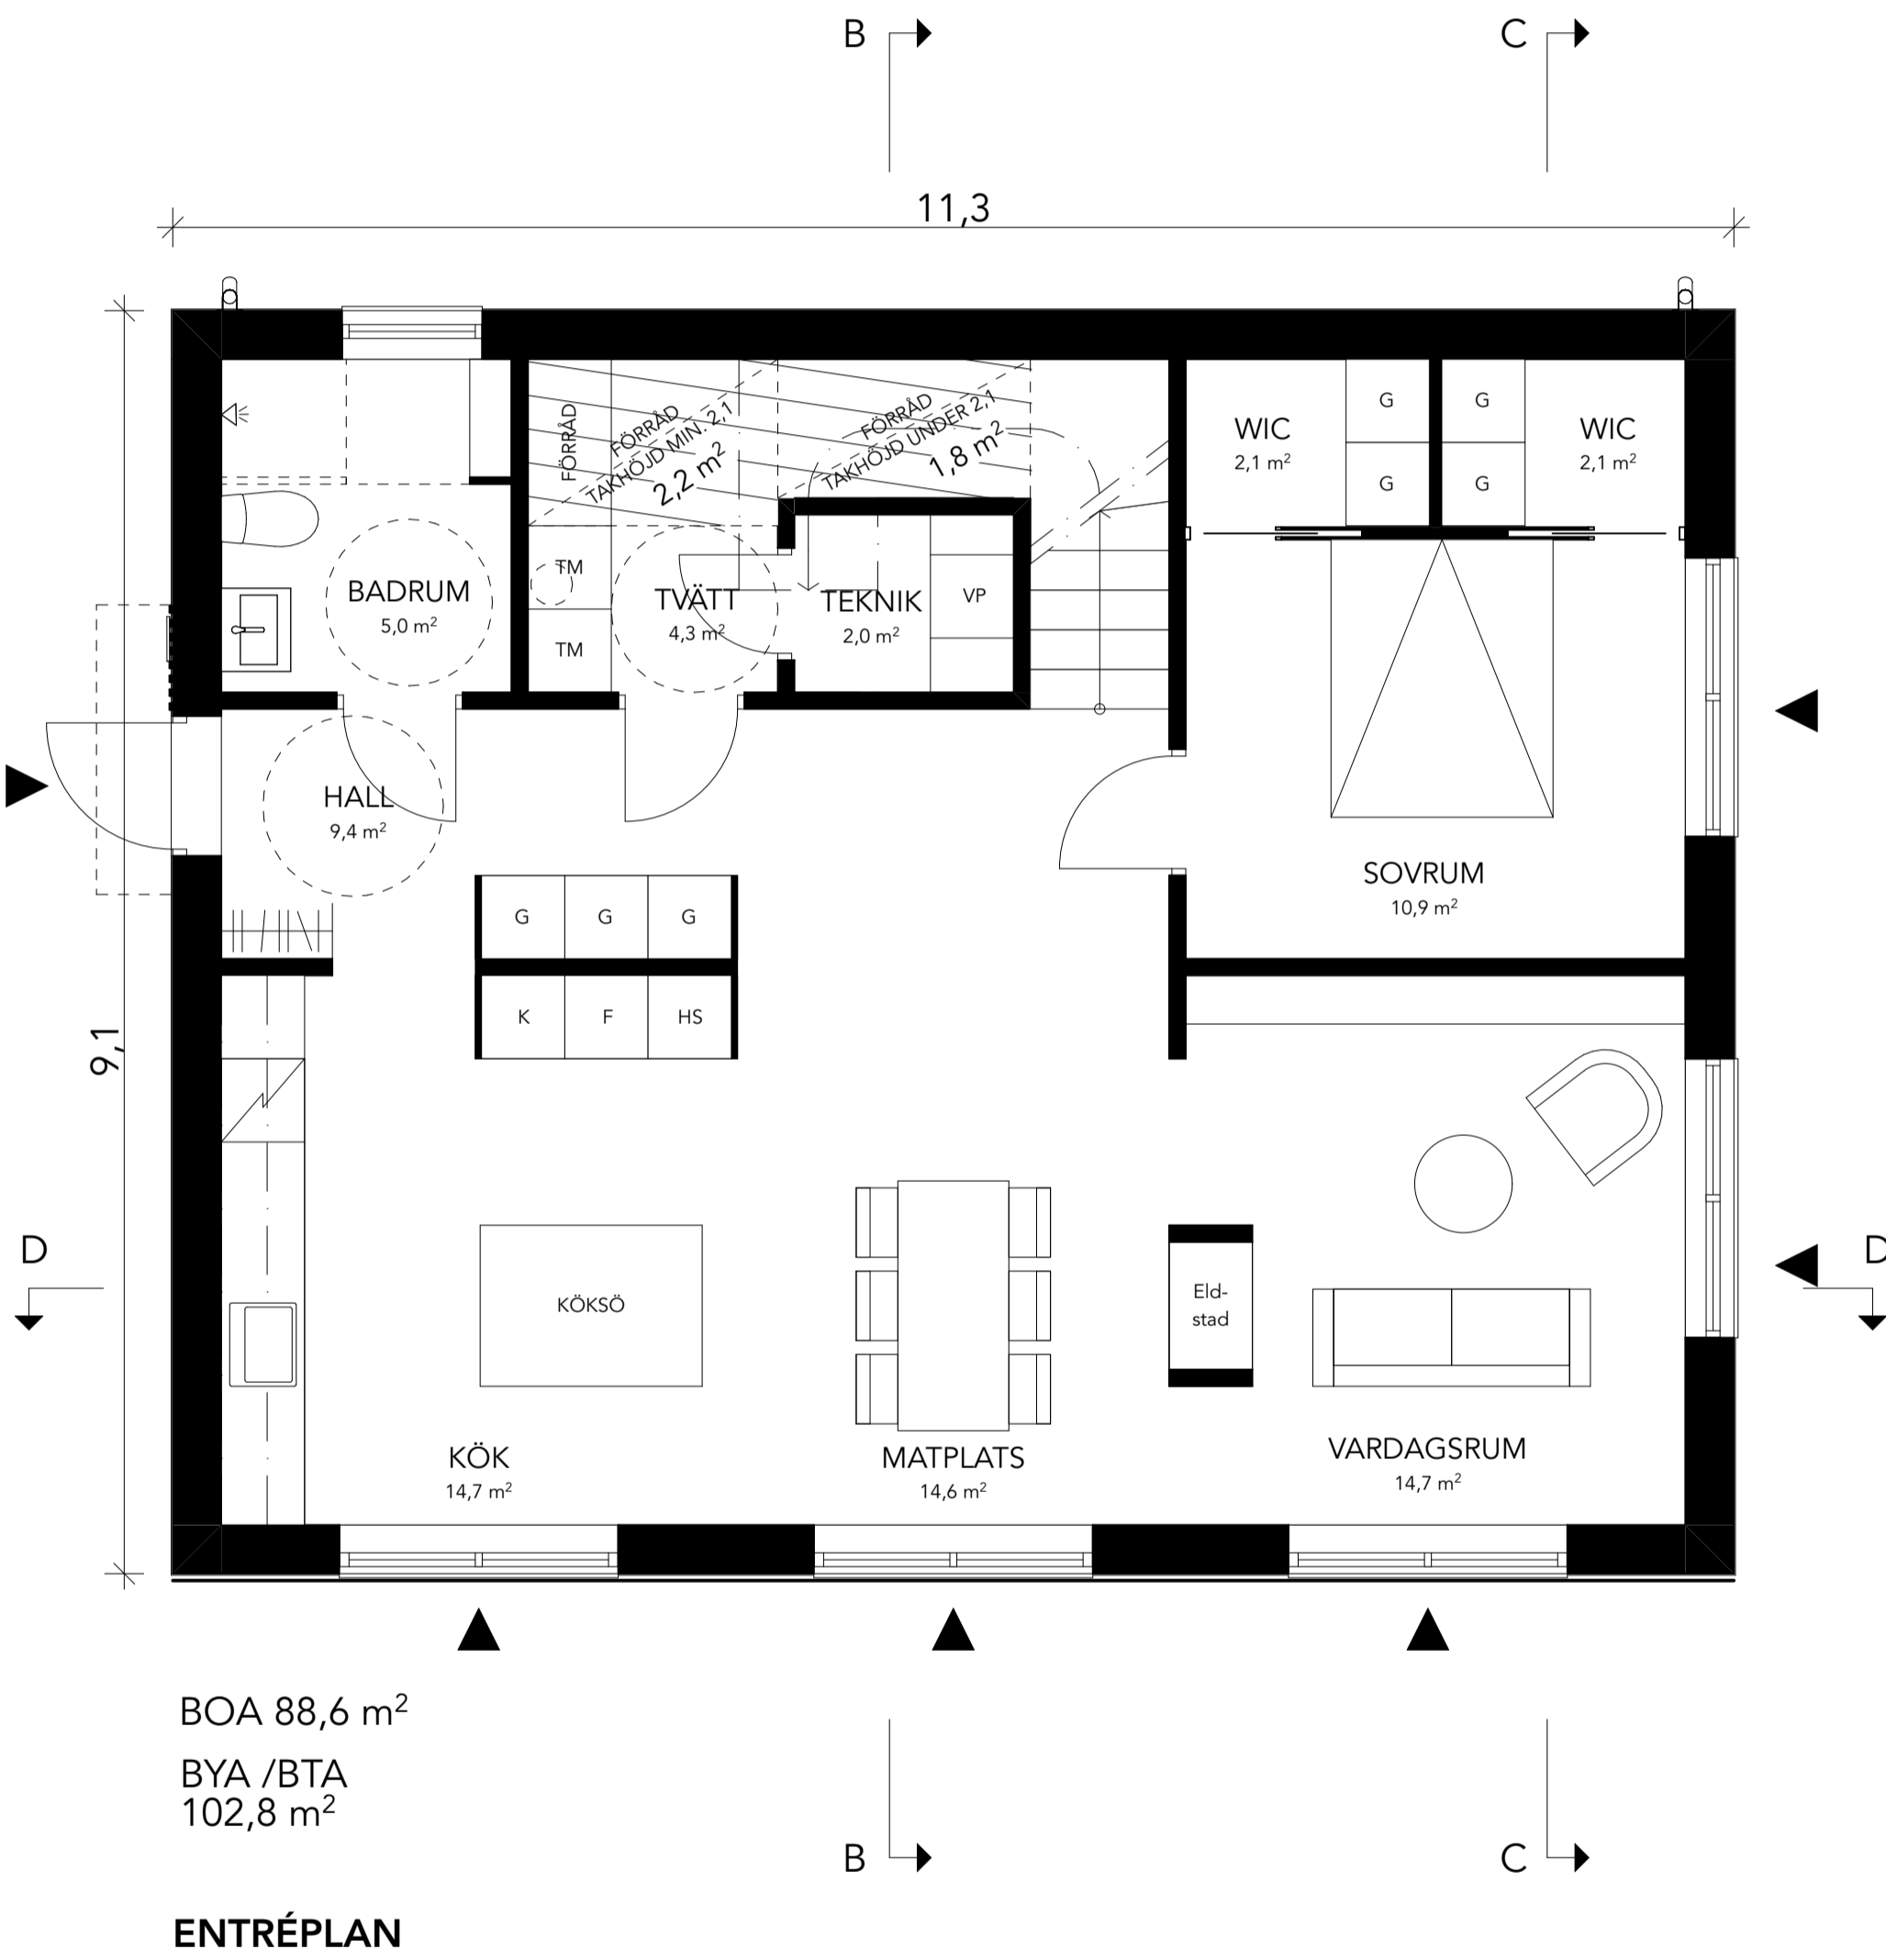 B
C
11,3
FÖRRÅD
FÖRRÅD
TAKHÖJD MIN. 2,1
2,2 m²
FÖRRÅD
TAKHÖJD UNDER 2,1
1,8 m²
WIC
2,1 m²
G
G
G
G
WIC
2,1 m²
BADRUM
5,0 m²
TM
TM
TVÄTT
4,3 m²
TEKNIK
2,0 m²
VP
HALL
9,4 m²
SOVRUM
10,9 m²
G
G
G
K
F
HS
9,1
D
D
KÖKSÖ
Eld-
stad
KÖK
14,7 m²
MATPLATS
14,6 m²
VARDAGSRUM
14,7 m²
BOA 88,6 m²
BYA /BTA
102,8 m²
B
C
ENTRÉPLAN